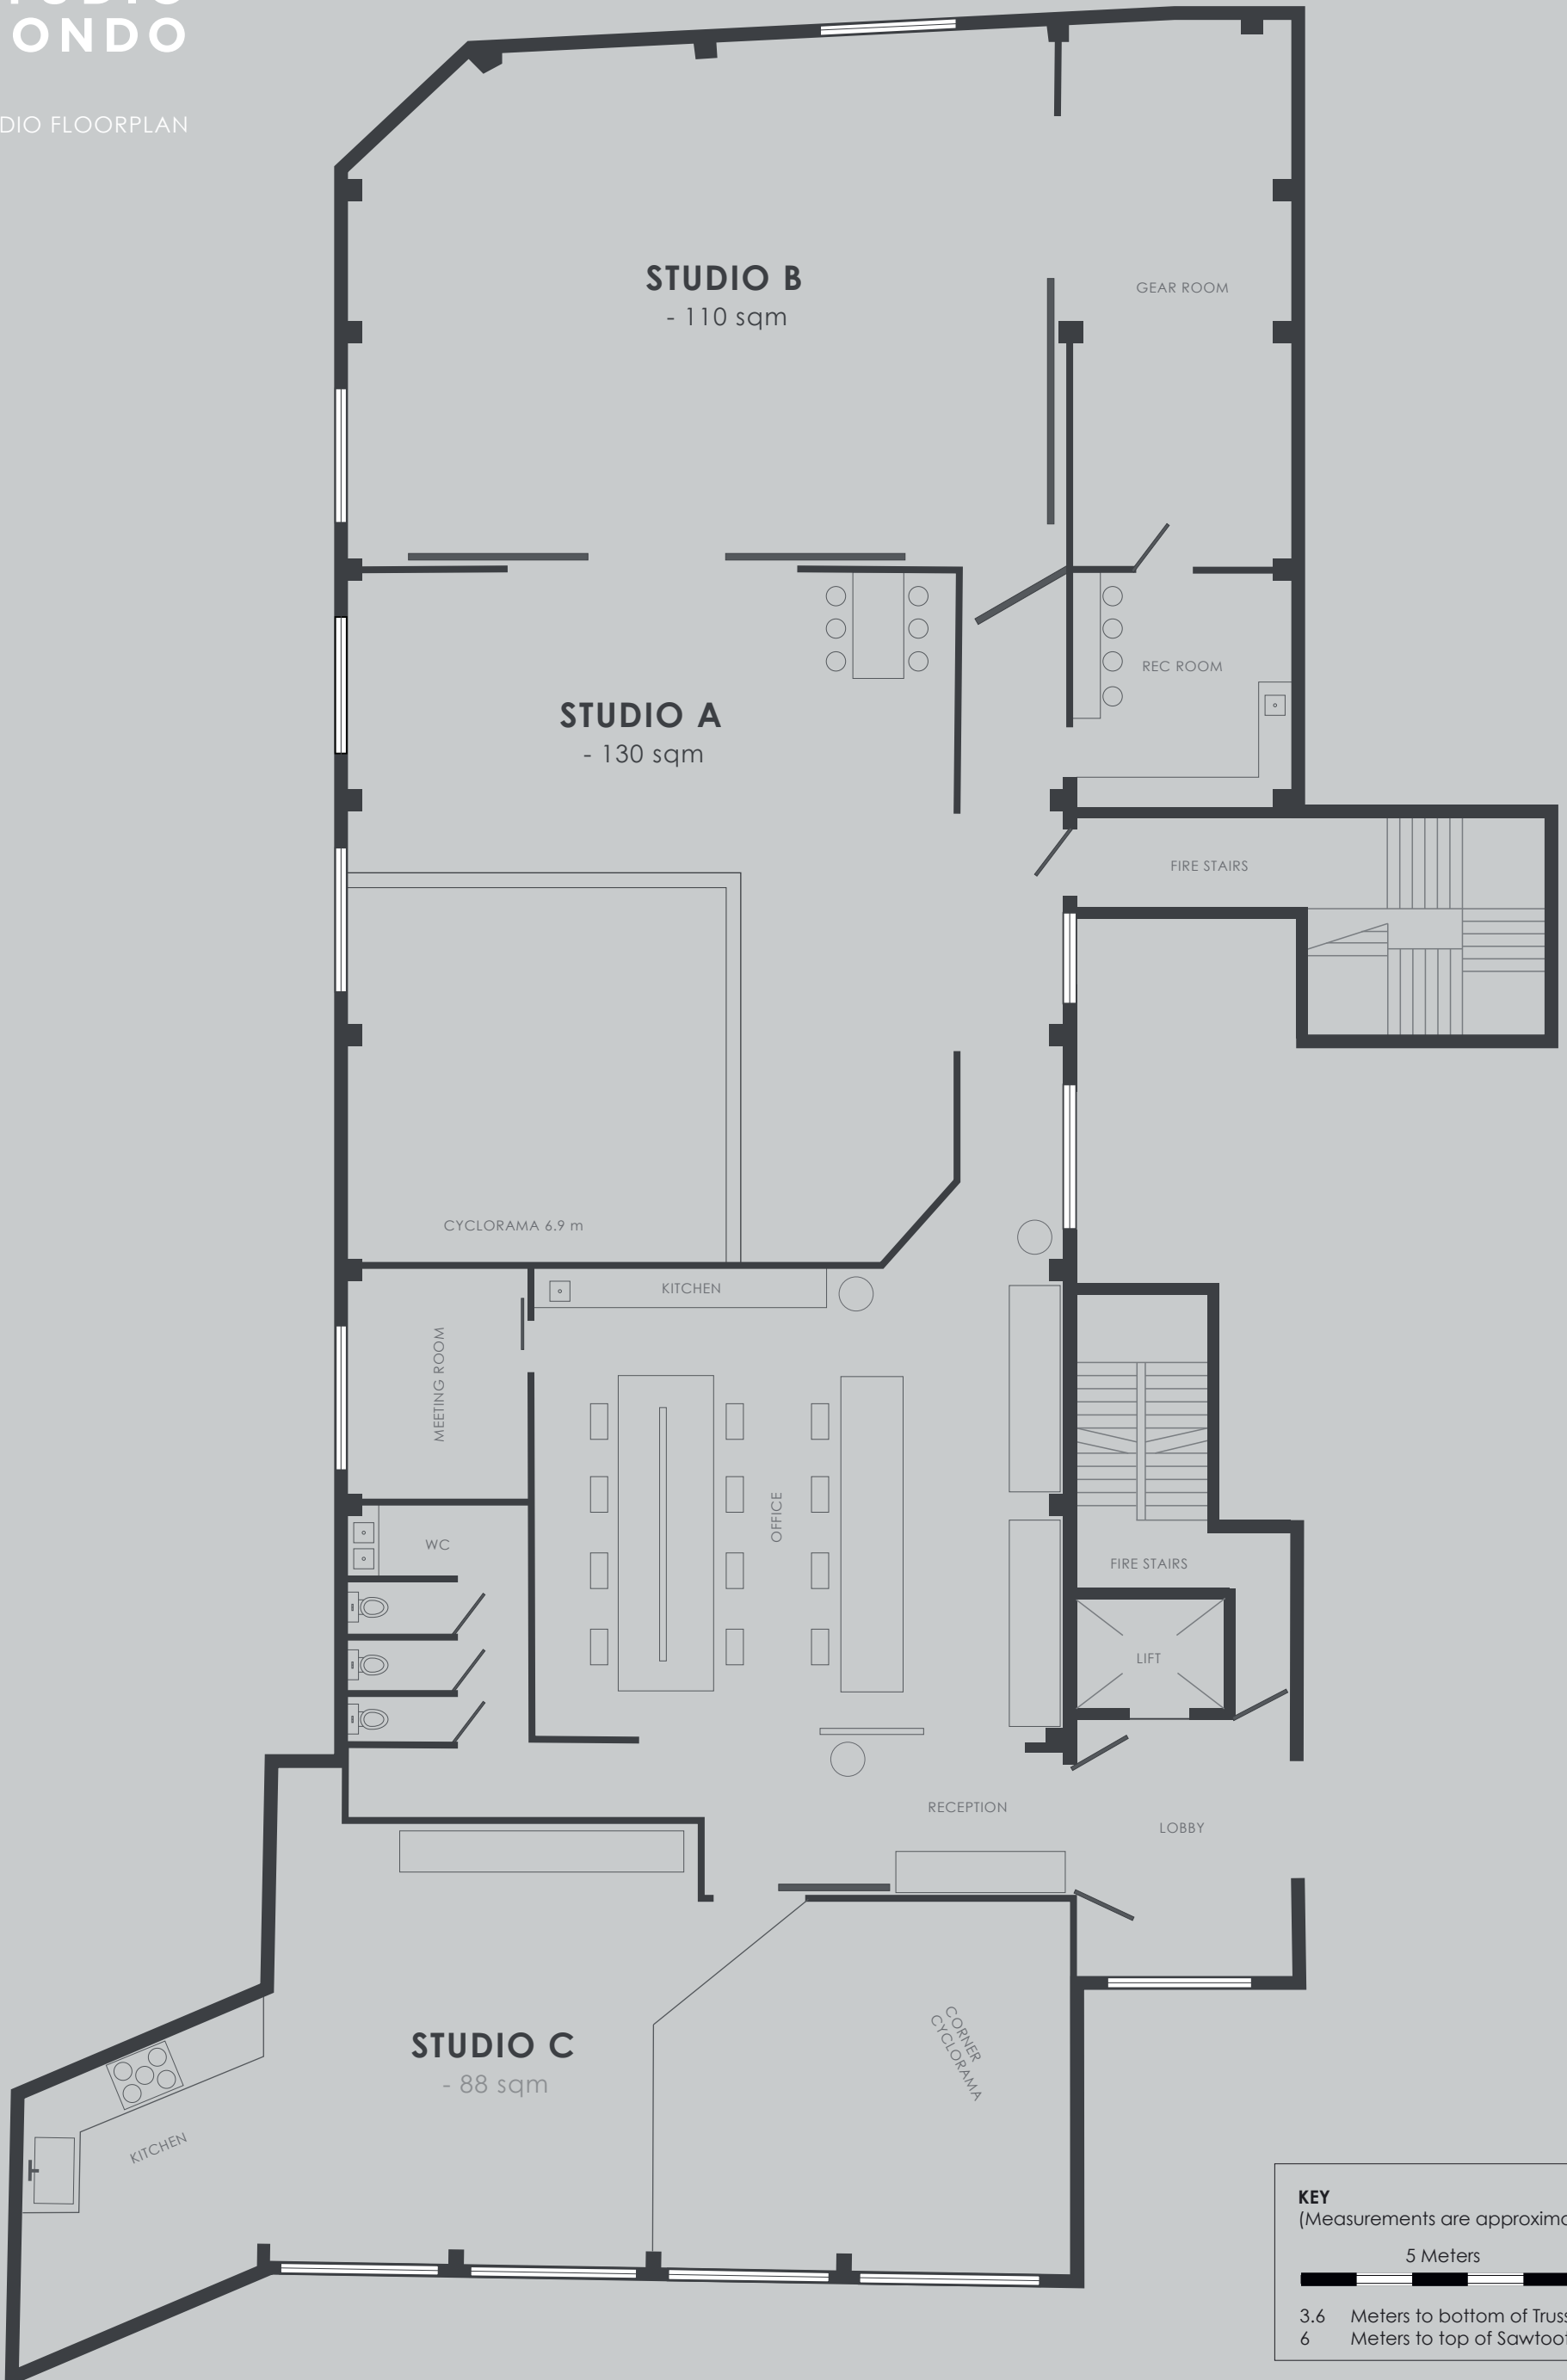 ONDO
DIO FLOORPLAN
STUDIO B
- 110 sqm
GEAR ROOM
REC ROOM
STUDIO A
- 130 sqm
FIRE STAIRS
CYCLORAMA 6.9 m
KITCHEN
MEETING ROOM
OFFICE
WC
FIRE STAIRS
LIFT
RECEPTION
LOBBY
CORNER
CYCLORAMA
STUDIO C
- 88 sqm
KITCHEN
KEY
(Measurements are approxima
5 Meters
3.6 Meters to bottom of Truss
6 Meters to top of Sawtoot